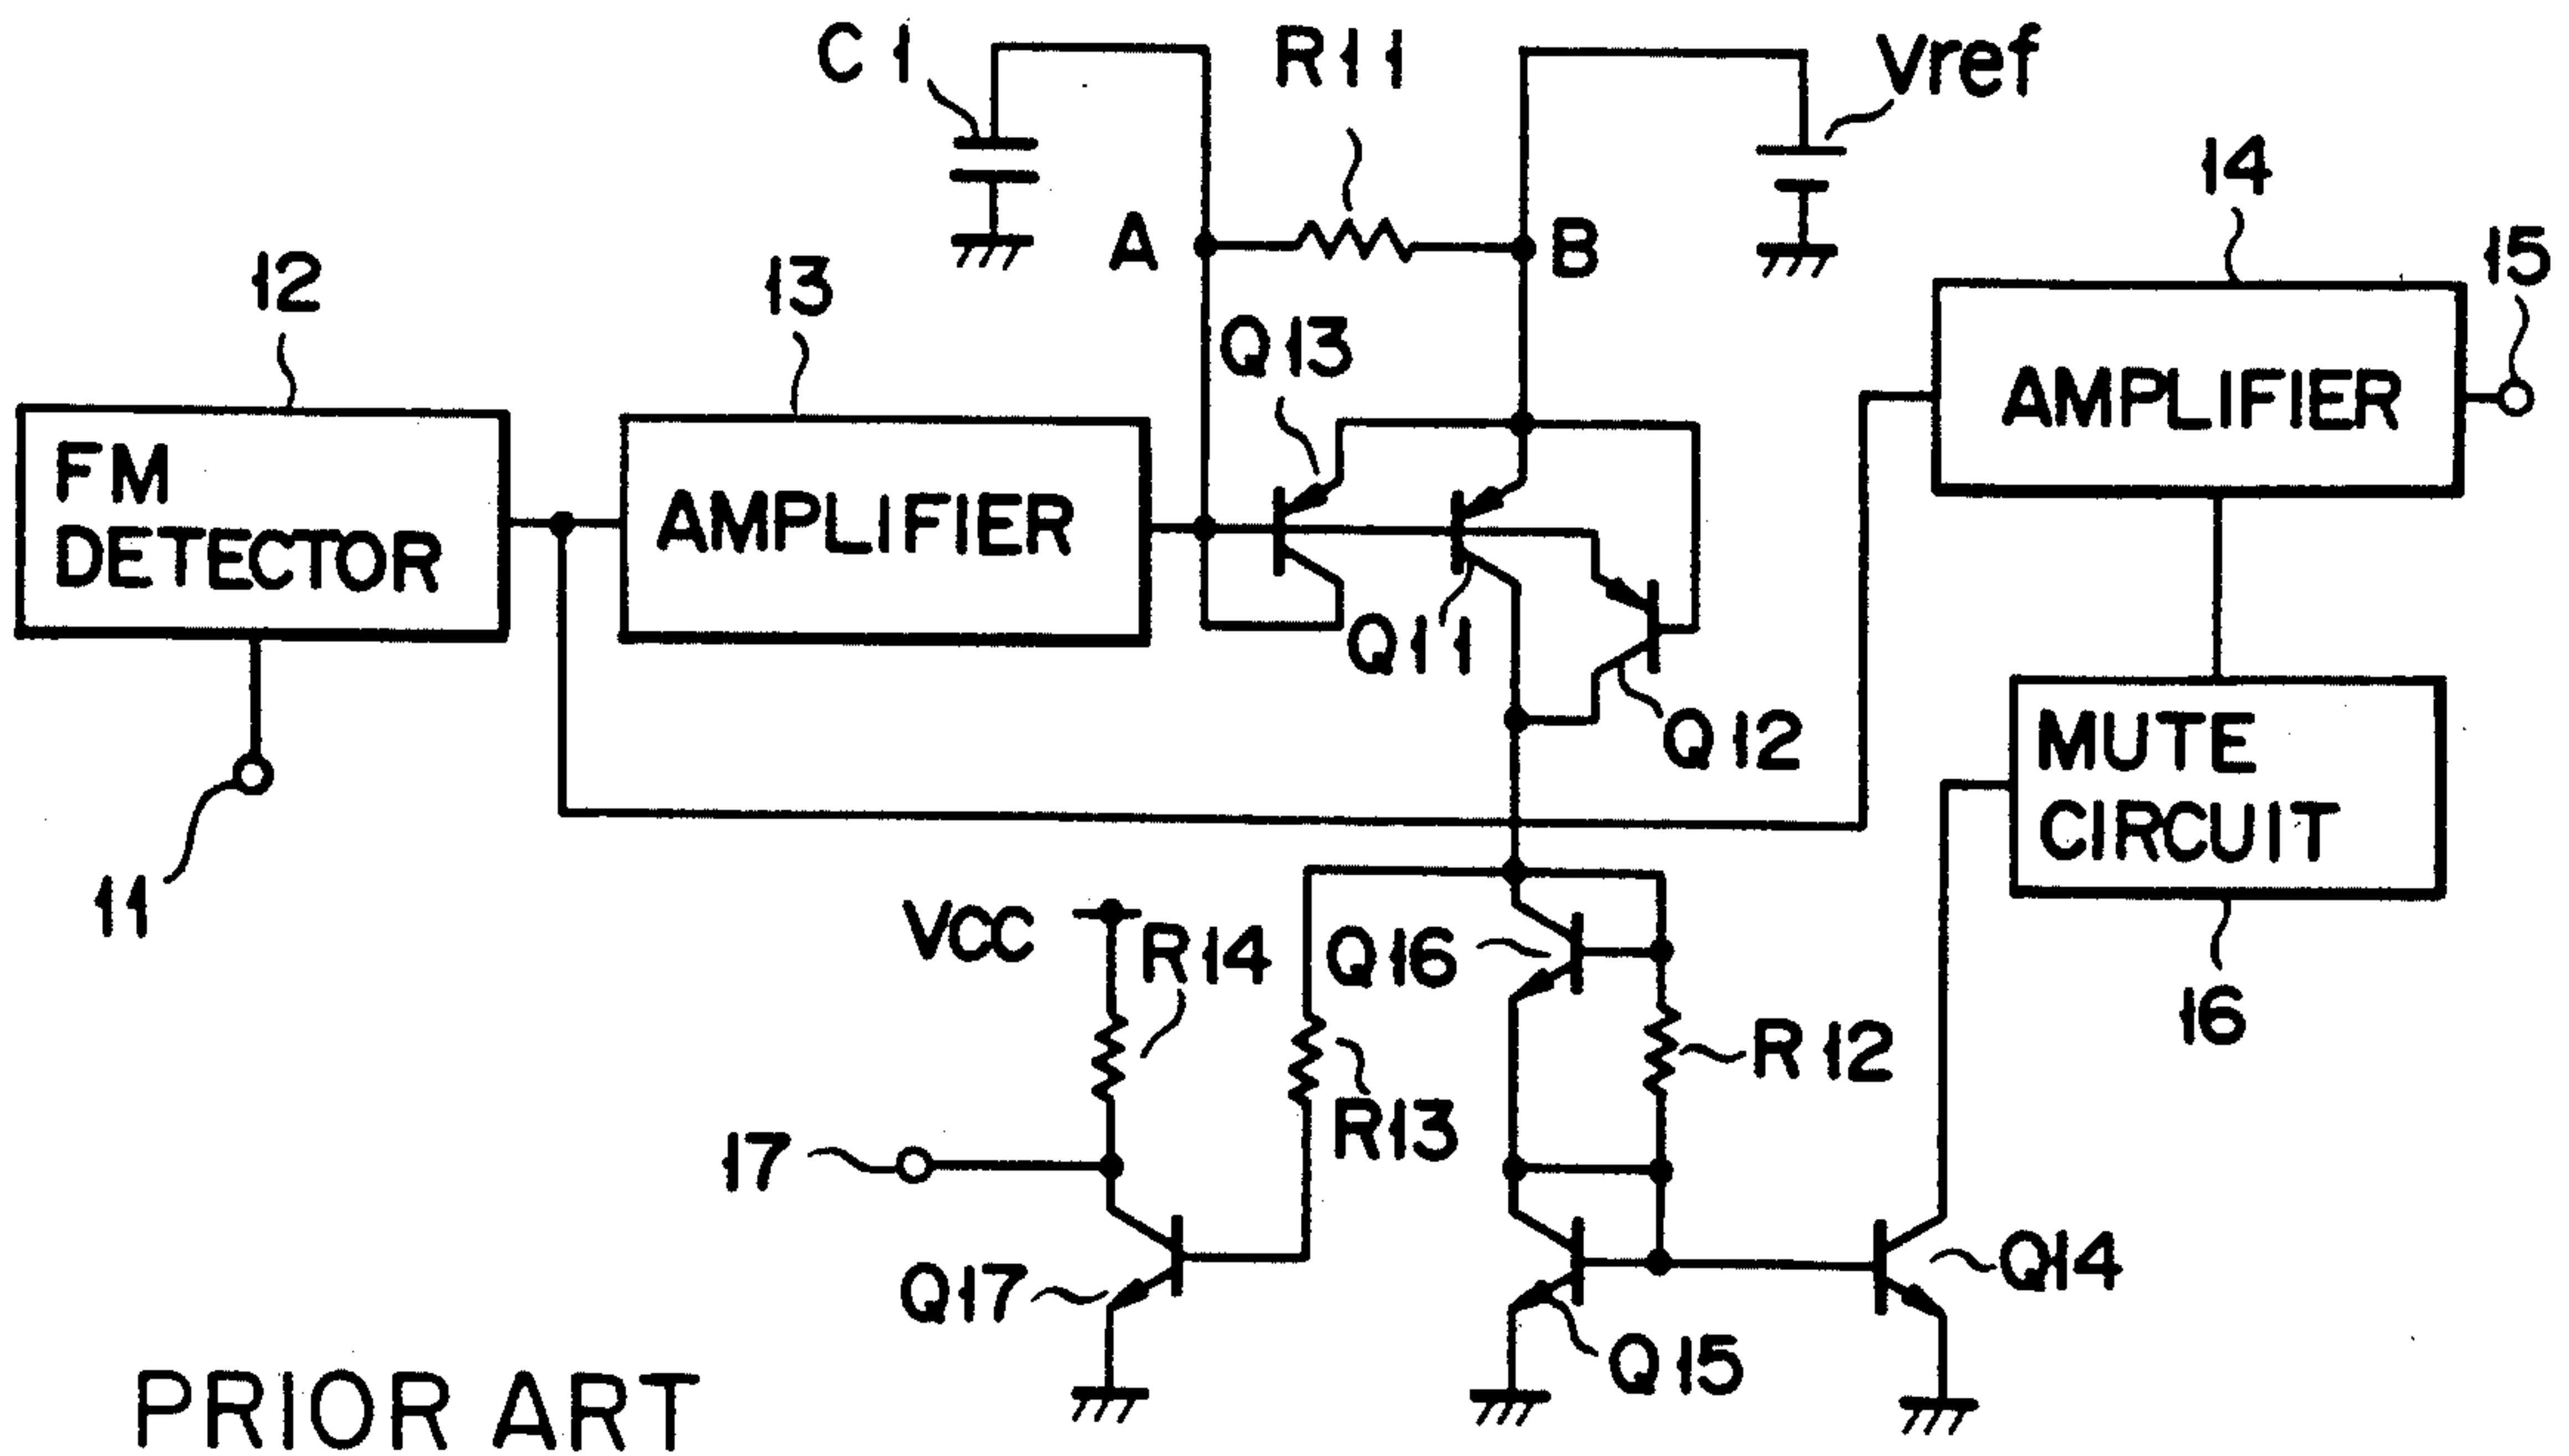 C1
R11
Vref
14
12
13
A
B
15
Q13
FM
DETECTOR
AMPLIFIER
AMPLIFIER
Q11
Q12
MUTE
CIRCUIT
11
VCC
R14
Q16
16
R12
R13
17
Q17
Q14
Q15
PRIOR ART